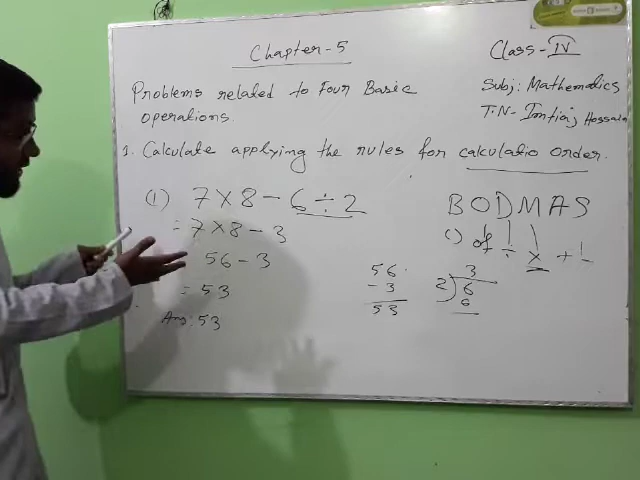 Chapter-5
Class-IV
Subj: Mathematics
T.N- Imtiaj Hossain
Problems related to Four Basic
operations.
1. Calculate applying the rules for calculatio order.
(1) 7 × 8 - 6 ÷ 2
= 7 × 8 - 3
56 - 3
= 53
Ans: 53
BODMAS
() of ÷ × + -
56
- 3
53
3
2)6
6